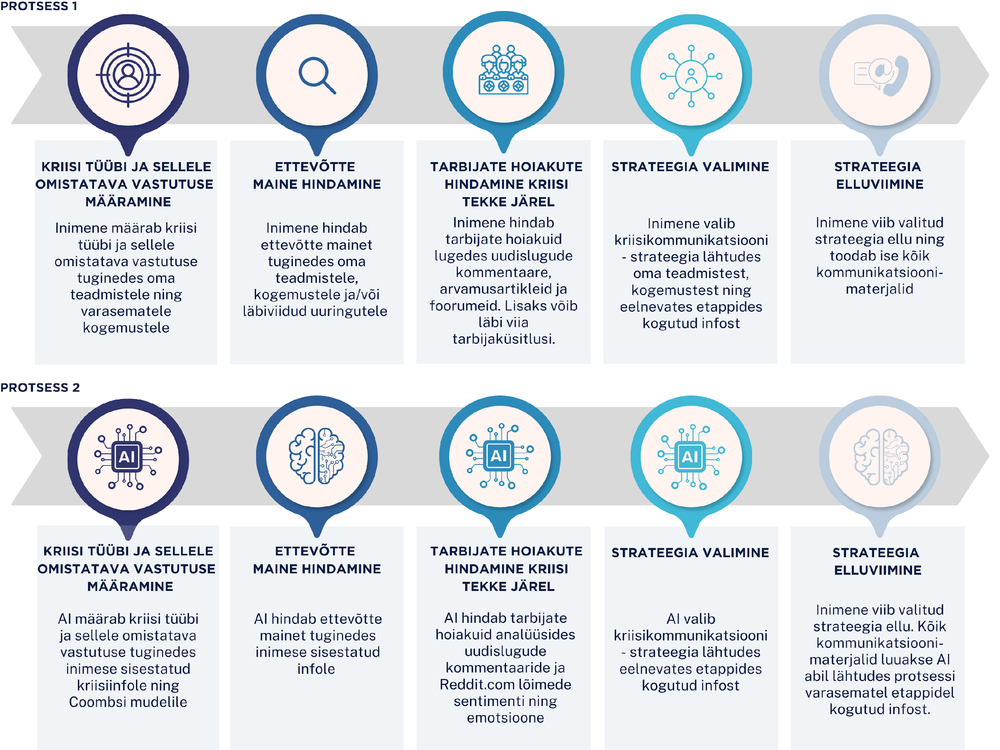 PROTSESS 1
KRIISI TÜÜBI JA SELLELE
OMISTATAVA VASTUTUSE
MÄÄRAMINE
Inimene määrab kriisi
tüübi ja sellele
omistatava vastutuse
tuginedes oma
teadmistele ning
varasematele
kogemustele
ETTEVÕTTE
MAINE HINDAMINE
Inimene hindab
ettevõtte mainet
tuginedes oma
teadmistele,
kogemustele ja/või
läbiviidud uuringutele
TARBIJATE HOIAKUTE
HINDAMINE KRIISI
TEKKE JÄREL
Inimene hindab
tarbijate hoiakuid
lugedes uudislugude
kommentaare,
arvamusartikleid ja
foorumeid. Lisaks võib
läbi viia
tarbijaküsitlusi.
STRATEEGIA VALIMINE
Inimene valib
kriisikommunikatsiooni
- strateegia lähtudes
oma teadmistest,
kogemustest ning
eelnevates etappides
kogutud infost
STRATEEGIA
ELLUVIIMINE
Inimene viib valitud
strateegia ellu ning
toodab ise kõik
kommunikatsiooni-
materjalid
PROTSESS 2
AI
AI
AI
KRIISI TÜÜBI JA SELLELE
OMISTATAVA VASTUTUSE
MÄÄRAMINE
AI määrab kriisi tüübi
ja sellele omistatava
vastutuse tuginedes
inimese sisestatud
kriisiinfole ning
Coombsi mudelile
ETTEVÕTTE
MAINE HINDAMINE
AI hindab ettevõtte
mainet tuginedes
inimese sisestatud
infole
TARBIJATE HOIAKUTE
HINDAMINE KRIISI
TEKKE JÄREL
AI hindab tarbijate
hoiakuid analüüsides
uudislugude
kommentaaride ja
Reddit.com lõimede
sentimenti ning
emotsioone
STRATEEGIA VALIMINE
AI valib
kriisikommunikatsiooni
- strateegia lähtudes
eelnevates etappides
kogutud infost
STRATEEGIA
ELLUVIIMINE
Inimene viib valitud
strateegia ellu. Kõik
kommunikatsiooni-
materjalid luuakse AI
abil lähtudes protsessi
varasematel etappidel
kogutud infost.